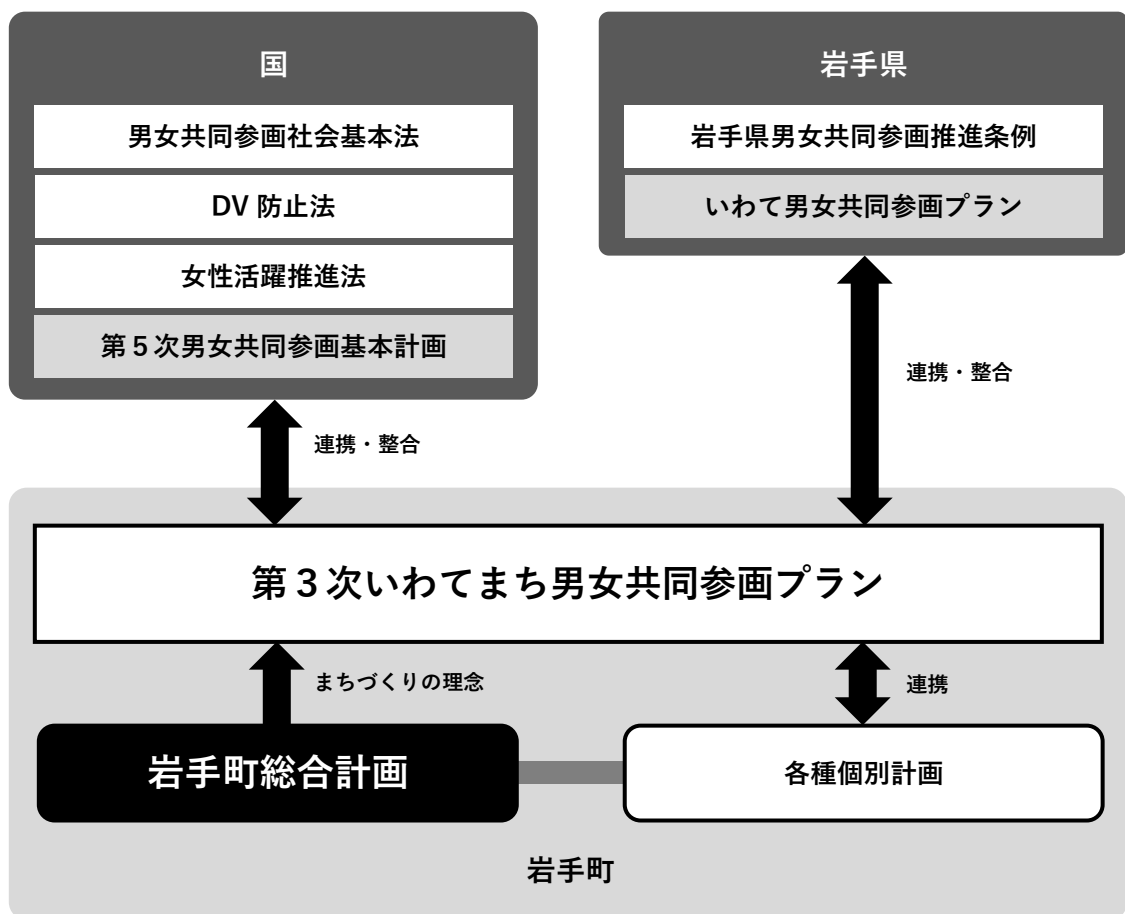 国
男女共同参画社会基本法
DV 防止法
女性活躍推進法
第5次男女共同参画基本計画
岩手県
岩手県男女共同参画推進条例
いわて男女共同参画プラン
連携・整合
連携・整合
第3次いわてまち男女共同参画プラン
まちづくりの理念
連携
岩手町総合計画
各種個別計画
岩手町